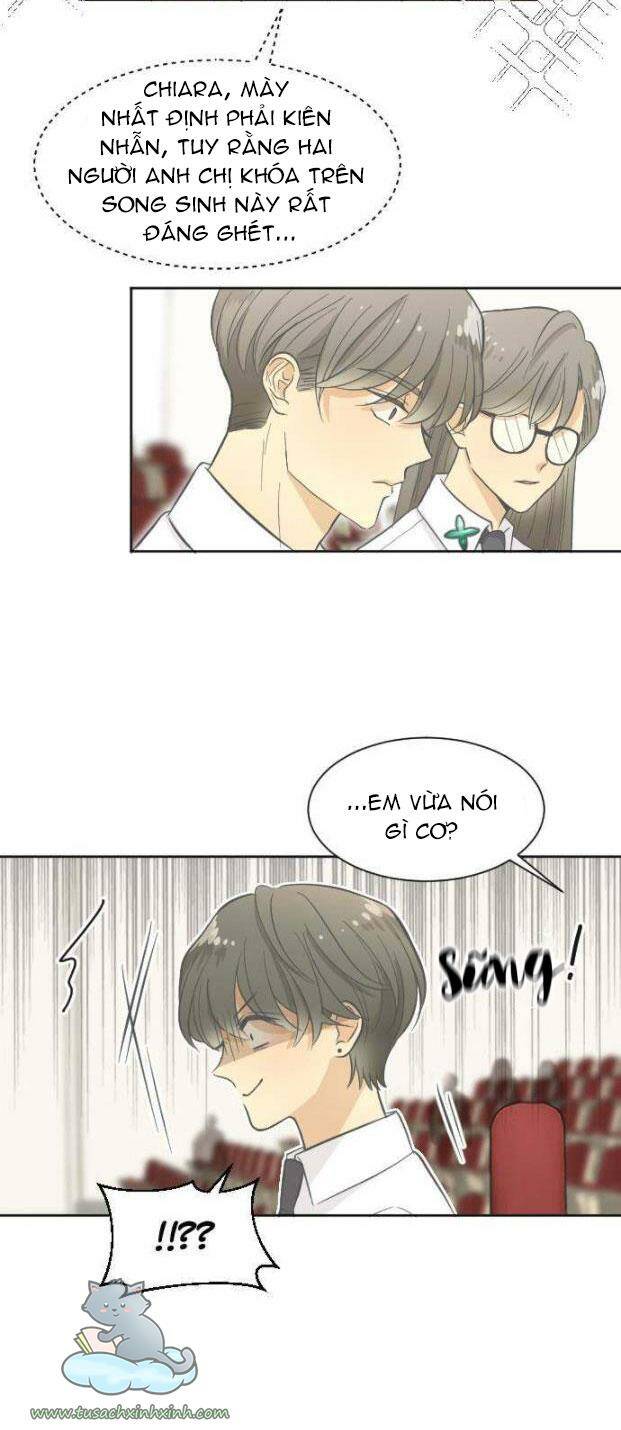 CHIARA, MÀY
NHẤT ĐỊNH PHẢI KIÊN
NHẪN, TUY RẰNG HAI
NGƯỜI ANH CHỊ KHÓA TRÊN
SONG SINH NÀY RẤT
ĐÁNG GHÉT...
...EM VỪA NÓI
GÌ CƠ?
Sững!
!!??
www.tusachxinhxinh.com